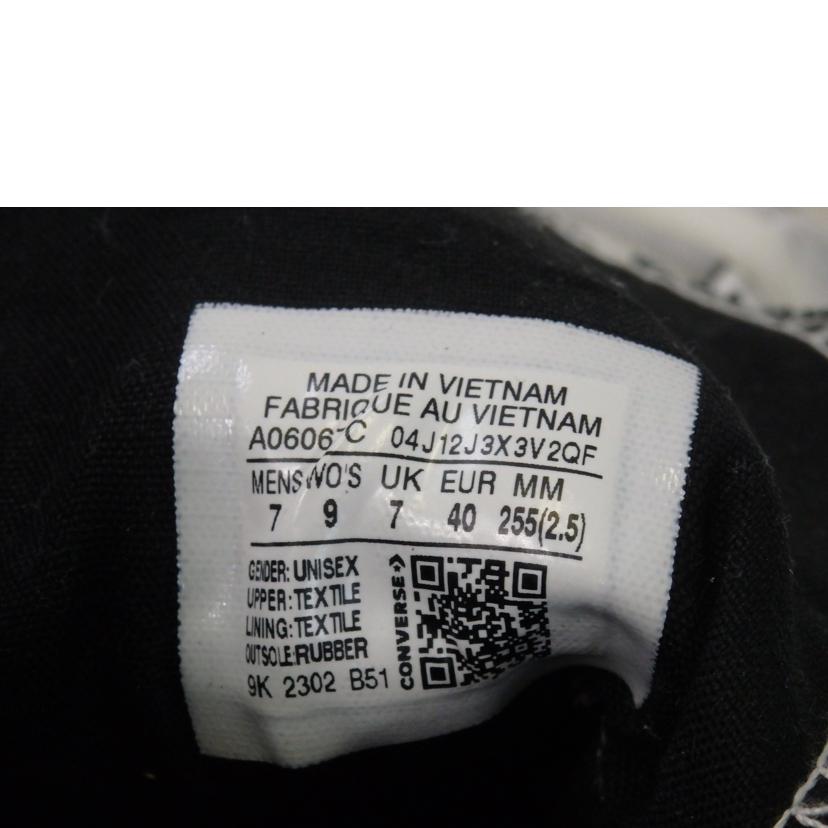 MADE IN VIETNAM
FABRIQUE AU VIETNAM
A0606 C 04J12J3X3V2QF
MENS WO'S UK EUR MM
7 9 7 40 255(2.5)
GENDER: UNISEX
UPPER:TEXTILE
LINING:TEXTILE
OUTSOLE:RUBBER
9K 2302 B51
CONVERSE